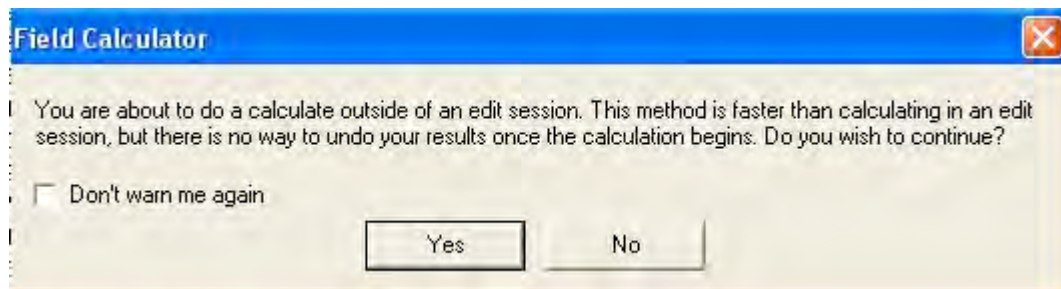 Field Calculator
You are about to do a calculate outside of an edit session. This method is faster than calculating in an edit
session, but there is no way to undo your results once the calculation begins. Do you wish to continue?
Don't warn me again
Yes No